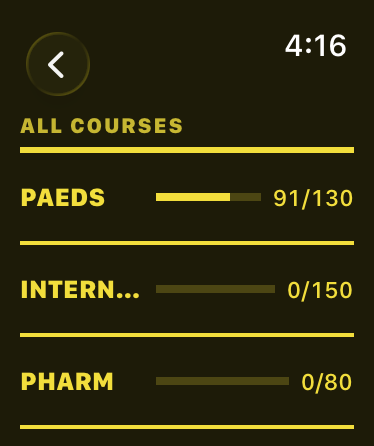 4:16
ALL COURSES
PAEDS 91/130
INTERN... 0/150
PHARM 0/80